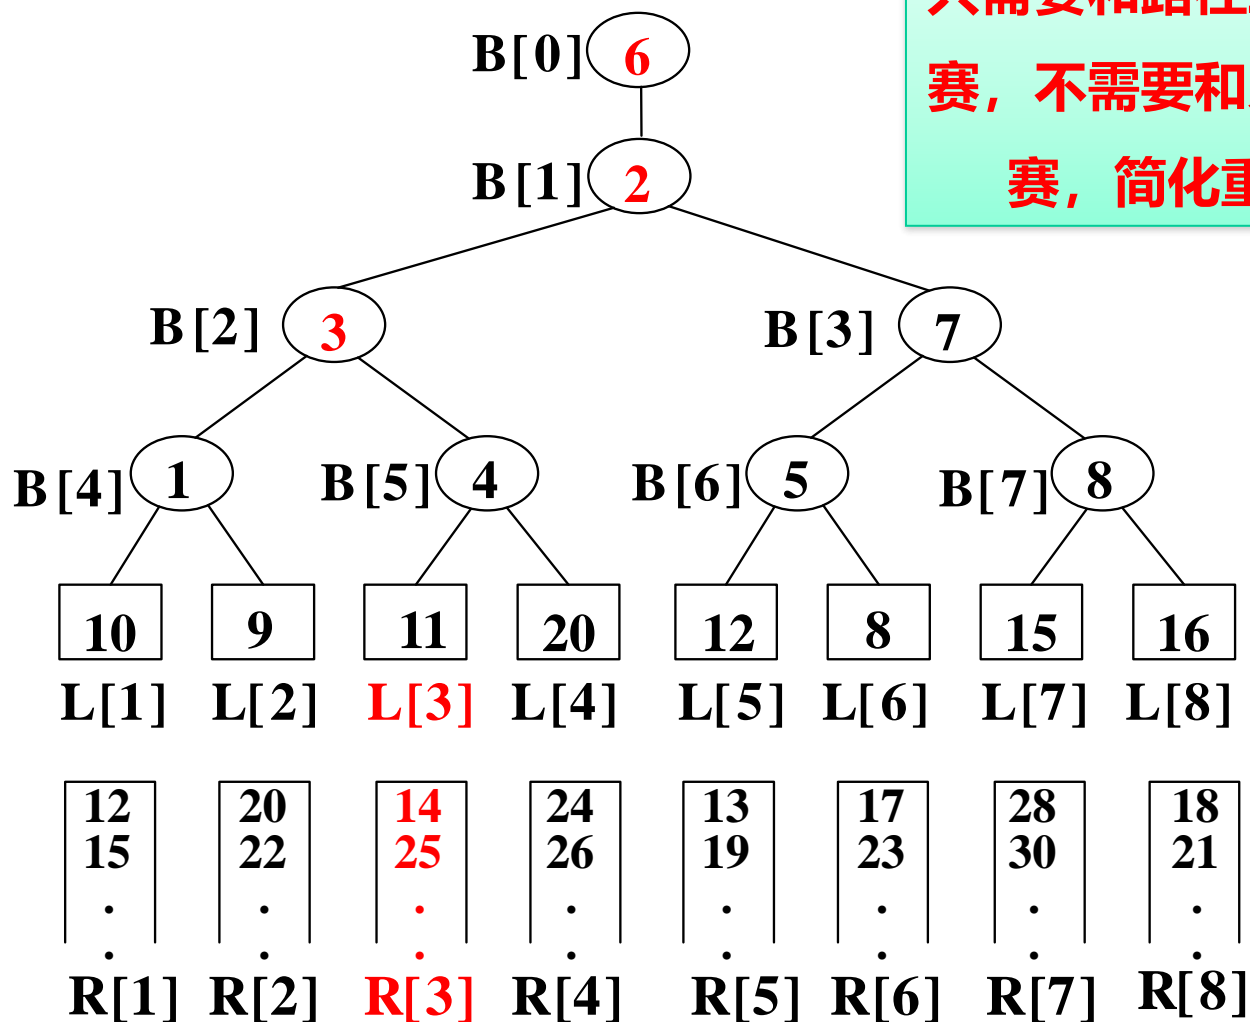 赛，不需要和
赛，简化重
B[0] 6
B[1] 2
B[2] 3 B[3] 7
B[4] 1 B[5] 4 B[6] 5 B[7] 8
10 9 11 20 12 8 15 16
L[1] L[2] L[3] L[4] L[5] L[6] L[7] L[8]
12 20 14 24 13 17 28 18
15 22 25 26 19 23 30 21
. . . . . . . .
. . . . . . . .
R[1] R[2] R[3] R[4] R[5] R[6] R[7] R[8]